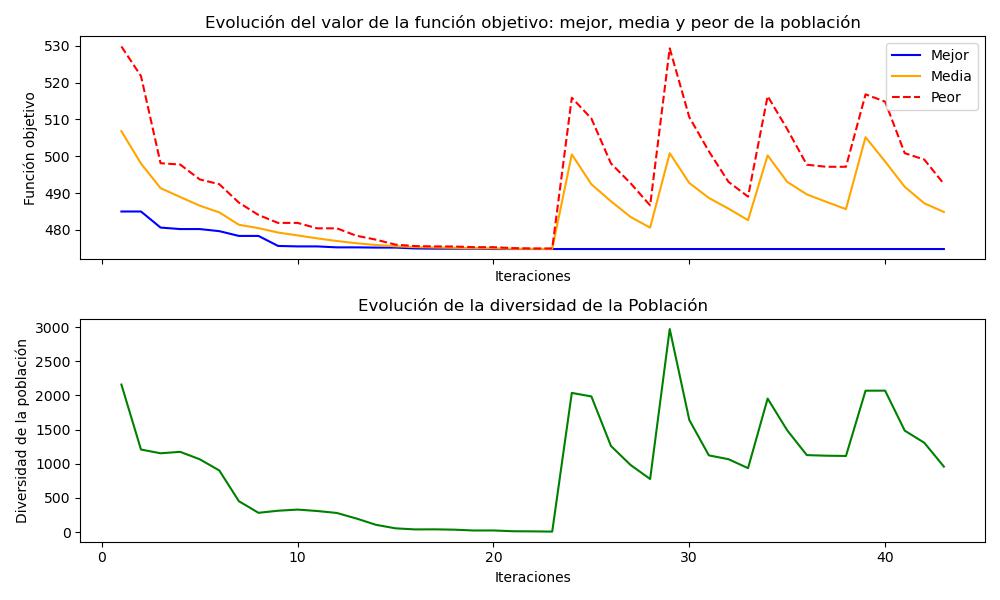 Evolución del valor de la función objetivo: mejor, media y peor de la población
530
520
510
500
490
480
Función objetivo
Mejor
Media
Peor
Iteraciones
Evolución de la diversidad de la Población
3000
2500
2000
1500
1000
500
0
Diversidad de la población
0 10 20 30 40
Iteraciones